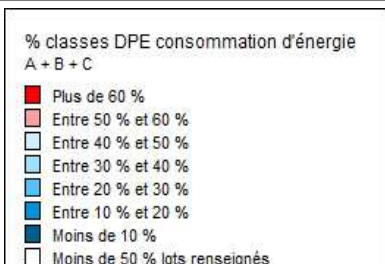 % classes DPE consommation d'énergie
A + B + C
Plus de 60 %
Entre 50 % et 60 %
Entre 40 % et 50 %
Entre 30 % et 40 %
Entre 20 % et 30 %
Entre 10 % et 20 %
Moins de 10 %
Moins de 50 % lots renseignés